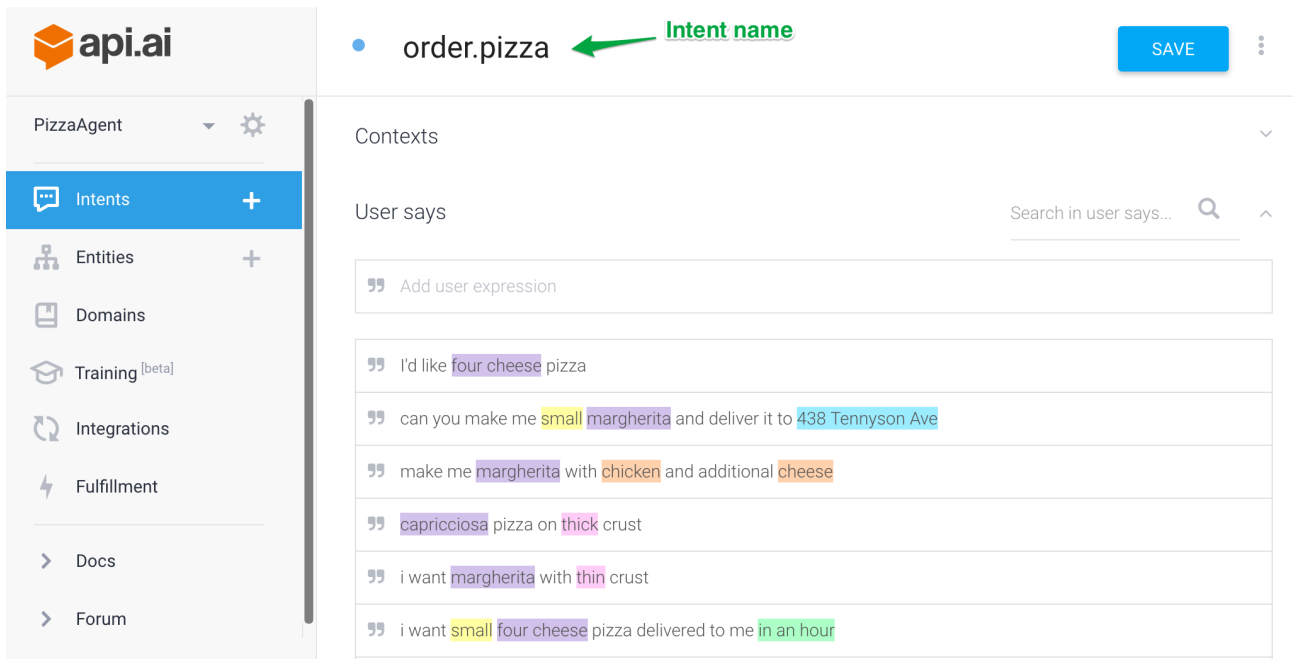 api.ai
order.pizza
Intent name
SAVE
PizzaAgent
Intents
Entities
Domains
Training [beta]
Integrations
Fulfillment
Docs
Forum
Contexts
User says
Search in user says...
Add user expression
I'd like four cheese pizza
can you make me small margherita and deliver it to 438 Tennyson Ave
make me margherita with chicken and additional cheese
capricciosa pizza on thick crust
i want margherita with thin crust
i want small four cheese pizza delivered to me in an hour